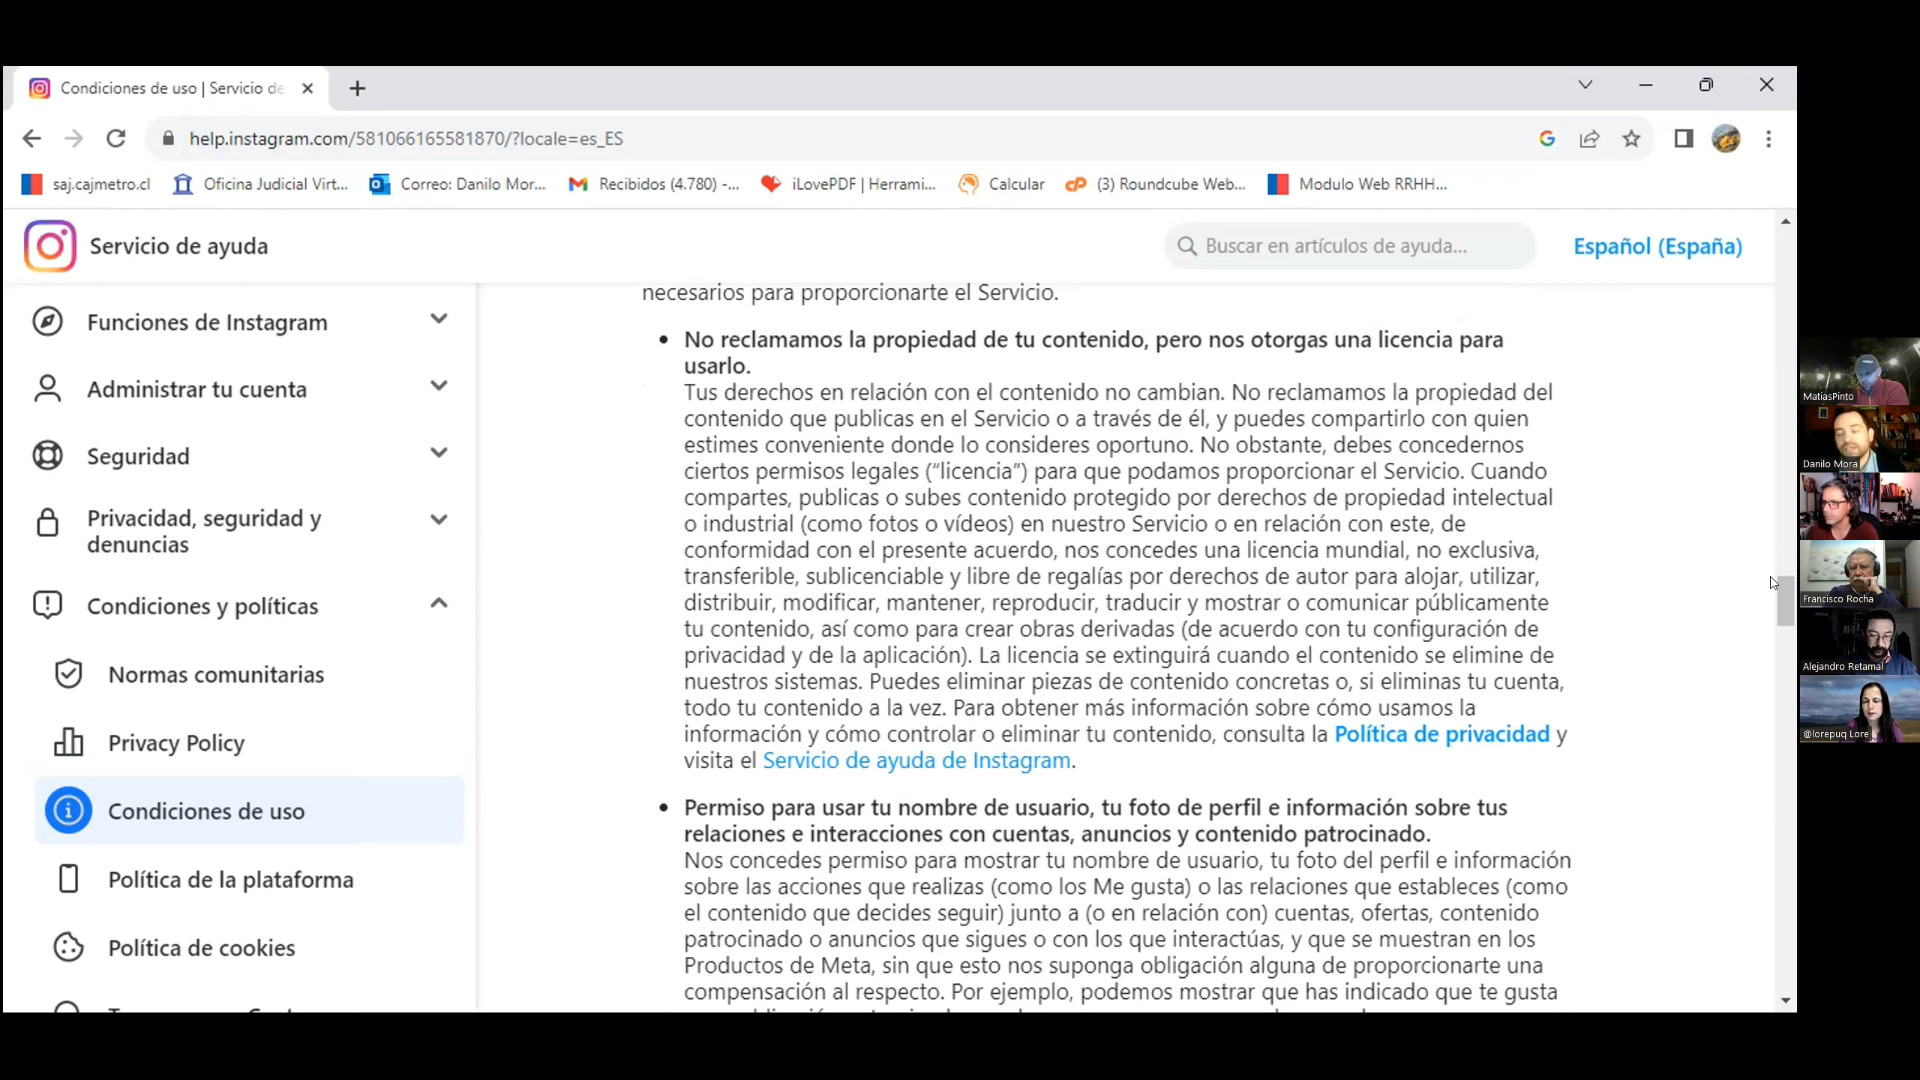 Condiciones de uso | Servicio de
help.instagram.com/581066165581870/?locale=es_ES
saj.cajmetro.cl
Oficina Judicial Virt...
Correo: Danilo Mor...
Recibidos (4.780) -...
iLovePDF | Herrami...
Calcular
(3) Roundcube Web...
Modulo Web RRHH...
Servicio de ayuda
Buscar en artículos de ayuda...
Español (España)
Funciones de Instagram
Administrar tu cuenta
Seguridad
Privacidad, seguridad y
denuncias
Condiciones y políticas
Normas comunitarias
Privacy Policy
Condiciones de uso
Política de la plataforma
Política de cookies
necesarios para proporcionarte el Servicio.
• No reclamamos la propiedad de tu contenido, pero nos otorgas una licencia para
usarlo.
Tus derechos en relación con el contenido no cambian. No reclamamos la propiedad del
contenido que publicas en el Servicio o a través de él, y puedes compartirlo con quien
estimes conveniente donde lo consideres oportuno. No obstante, debes concedernos
ciertos permisos legales (“licencia”) para que podamos proporcionar el Servicio. Cuando
compartes, publicas o subes contenido protegido por derechos de propiedad intelectual
o industrial (como fotos o vídeos) en nuestro Servicio o en relación con este, de
conformidad con el presente acuerdo, nos concedes una licencia mundial, no exclusiva,
transferible, sublicenciable y libre de regalías por derechos de autor para alojar, utilizar,
distribuir, modificar, mantener, reproducir, traducir y mostrar o comunicar públicamente
tu contenido, así como para crear obras derivadas (de acuerdo con tu configuración de
privacidad y de la aplicación). La licencia se extinguirá cuando el contenido se elimine de
nuestros sistemas. Puedes eliminar piezas de contenido concretas o, si eliminas tu cuenta,
todo tu contenido a la vez. Para obtener más información sobre cómo usamos la
información y cómo controlar o eliminar tu contenido, consulta la Política de privacidad y
visita el Servicio de ayuda de Instagram.
• Permiso para usar tu nombre de usuario, tu foto de perfil e información sobre tus
relaciones e interacciones con cuentas, anuncios y contenido patrocinado.
Nos concedes permiso para mostrar tu nombre de usuario, tu foto del perfil e información
sobre las acciones que realizas (como los Me gusta) o las relaciones que estableces (como
el contenido que decides seguir) junto a (o en relación con) cuentas, ofertas, contenido
patrocinado o anuncios que sigues o con los que interactúas, y que se muestran en los
Productos de Meta, sin que esto nos suponga obligación alguna de proporcionarte una
compensación al respecto. Por ejemplo, podemos mostrar que has indicado que te gusta
MatiasPinto
Danilo Mora
Francisco Rocha
Alejandro Retamal
@lorepuq Lore